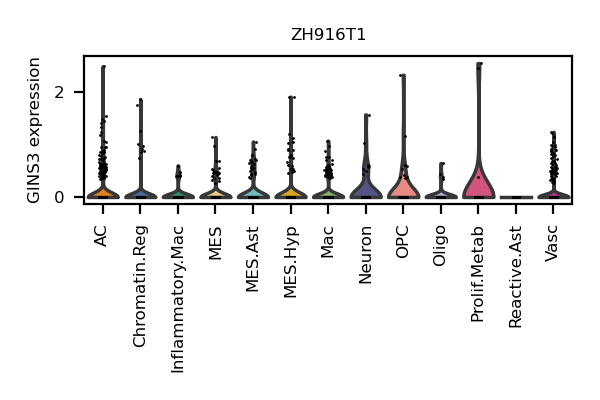 ZH916T1
GINS3 expression
2
0
AC
Chromatin.Reg
Inflammatory.Mac
MES
MES.Ast
MES.Hyp
Mac
Neuron
OPC
Oligo
Prolif.Metab
Reactive.Ast
Vasc